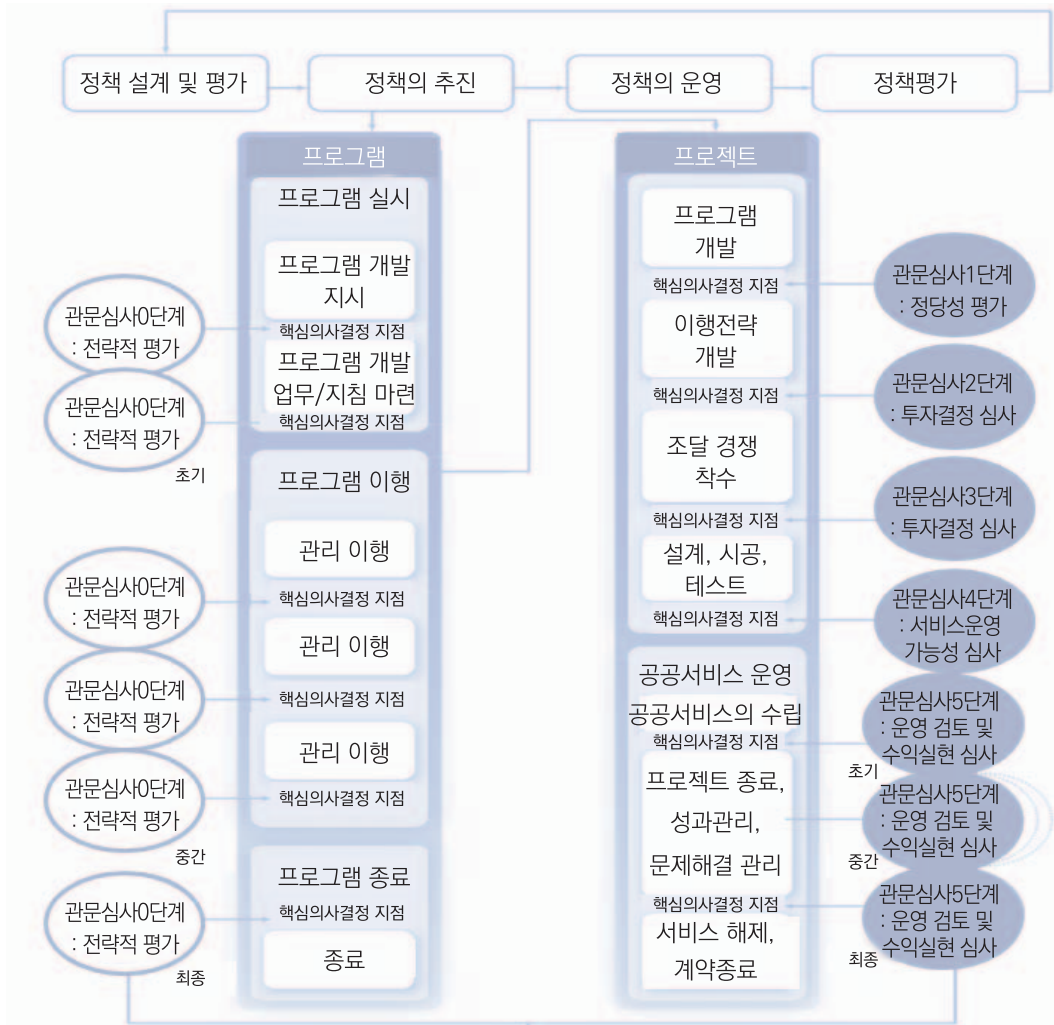 정책 설계 및 평가
정책의 추진
정책의 운영
정책평가
프로그램
프로그램 실시
프로그램 개발
지시
핵심의사결정 지점
프로그램 개발
업무/지침 마련
핵심의사결정 지점
프로그램 이행
관리 이행
핵심의사결정 지점
관리 이행
핵심의사결정 지점
관리 이행
핵심의사결정 지점
프로그램 종료
핵심의사결정 지점
종료
관문심사0단계
: 전략적 평가
관문심사0단계
: 전략적 평가
초기
관문심사0단계
: 전략적 평가
관문심사0단계
: 전략적 평가
관문심사0단계
: 전략적 평가
중간
관문심사0단계
: 전략적 평가
최종
프로젝트
프로그램
개발
핵심의사결정 지점
이행전략
개발
핵심의사결정 지점
조달 경쟁
착수
핵심의사결정 지점
설계, 시공,
테스트
핵심의사결정 지점
공공서비스 운영
공공서비스의 수립
핵심의사결정 지점
프로젝트 종료,
성과관리,
문제해결 관리
핵심의사결정 지점
서비스 해제,
계약종료
관문심사1단계
: 정당성 평가
관문심사2단계
: 투자결정 심사
관문심사3단계
: 투자결정 심사
관문심사4단계
: 서비스운영
가능성 심사
관문심사5단계
: 운영 검토 및
수익실현 심사
초기
관문심사5단계
: 운영 검토 및
수익실현 심사
중간
관문심사5단계
: 운영 검토 및
수익실현 심사
최종